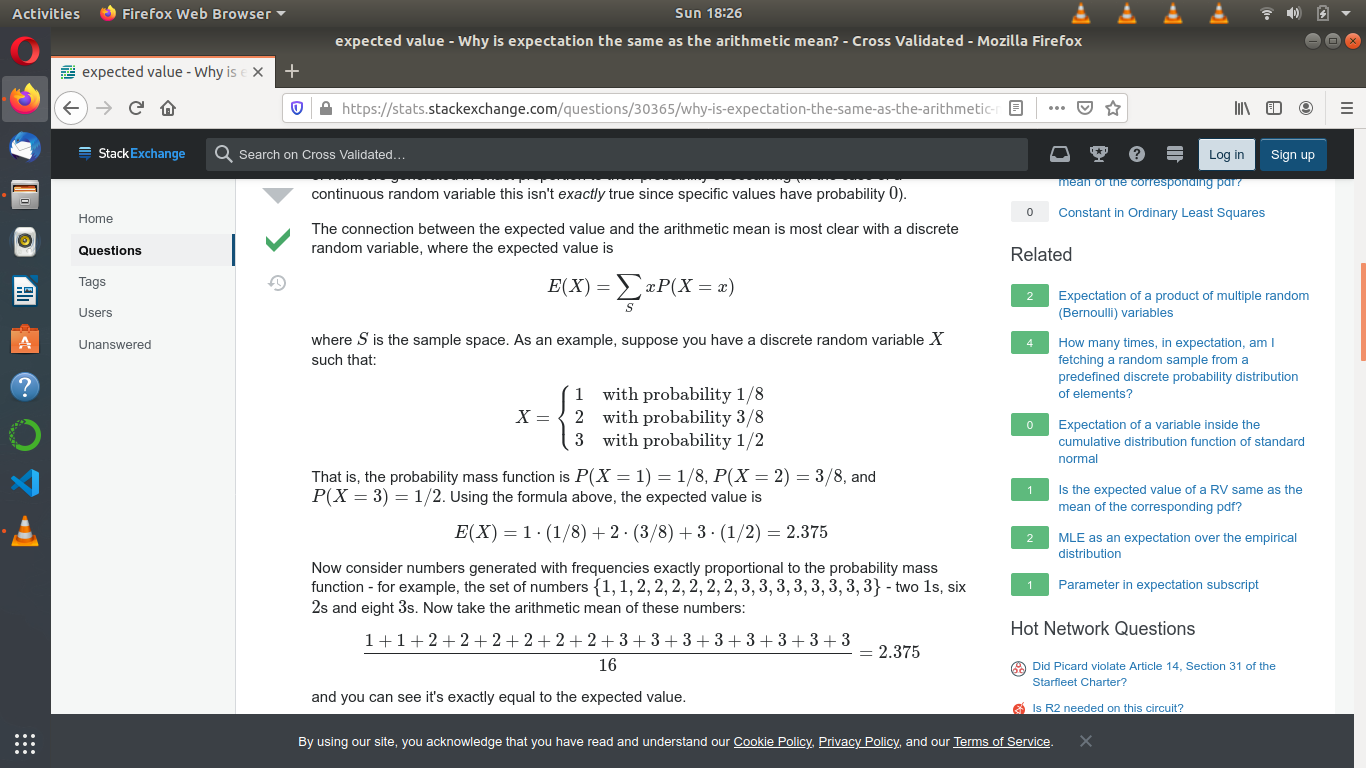 Activities
Firefox Web Browser
Sun 18:26
expected value - Why is expectation the same as the arithmetic mean? - Cross Validated - Mozilla Firefox
expected value - Why is e
https://stats.stackexchange.com/questions/30365/why-is-expectation-the-same-as-the-arithmetic-
StackExchange
Search on Cross Validated…
Log in
Sign up
Home
Questions
Tags
Users
Unanswered
continuous random variable this isn't exactly true since specific values have probability 0).
The connection between the expected value and the arithmetic mean is most clear with a discrete
random variable, where the expected value is
E(X) = ∑ xP(X = x)
S
where S is the sample space. As an example, suppose you have a discrete random variable X
such that:
X = {
1 with probability 1/8
2 with probability 3/8
3 with probability 1/2
That is, the probability mass function is P(X = 1) = 1/8, P(X = 2) = 3/8, and
P(X = 3) = 1/2. Using the formula above, the expected value is
E(X) = 1 · (1/8) + 2 · (3/8) + 3 · (1/2) = 2.375
Now consider numbers generated with frequencies exactly proportional to the probability mass
function - for example, the set of numbers {1, 1, 2, 2, 2, 2, 2, 2, 3, 3, 3, 3, 3, 3, 3, 3} - two 1s, six
2s and eight 3s. Now take the arithmetic mean of these numbers:
1 + 1 + 2 + 2 + 2 + 2 + 2 + 2 + 3 + 3 + 3 + 3 + 3 + 3 + 3 + 3
16
= 2.375
and you can see it's exactly equal to the expected value.
mean of the corresponding pdf?
0 Constant in Ordinary Least Squares
Related
2 Expectation of a product of multiple random
(Bernoulli) variables
4 How many times, in expectation, am I
fetching a random sample from a
predefined discrete probability distribution
of elements?
0 Expectation of a variable inside the
cumulative distribution function of standard
normal
1 Is the expected value of a RV same as the
mean of the corresponding pdf?
2 MLE as an expectation over the empirical
distribution
1 Parameter in expectation subscript
Hot Network Questions
Did Picard violate Article 14, Section 31 of the
Starfleet Charter?
Is R2 needed on this circuit?
By using our site, you acknowledge that you have read and understand our Cookie Policy, Privacy Policy, and our Terms of Service.